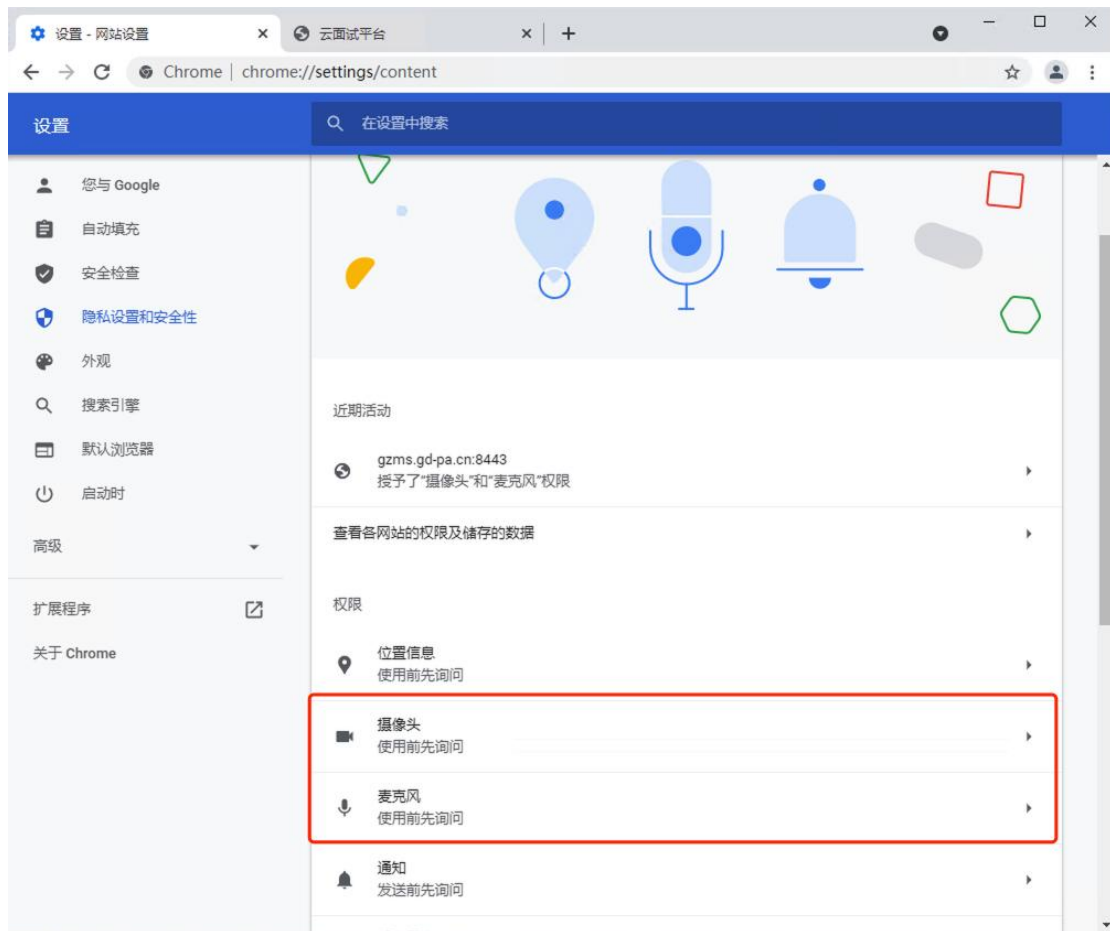 设置 - 网站设置
云面试平台
Chrome | chrome://settings/content
设置
在设置中搜索
您与 Google
自动填充
安全检查
隐私设置和安全性
外观
搜索引擎
默认浏览器
启动时
高级
扩展程序
关于 Chrome
近期活动
gzms.gd-pa.cn:8443
授予了“摄像头”和“麦克风”权限
查看各网站的权限及储存的数据
权限
位置信息
使用前先询问
摄像头
使用前先询问
麦克风
使用前先询问
通知
发送前先询问